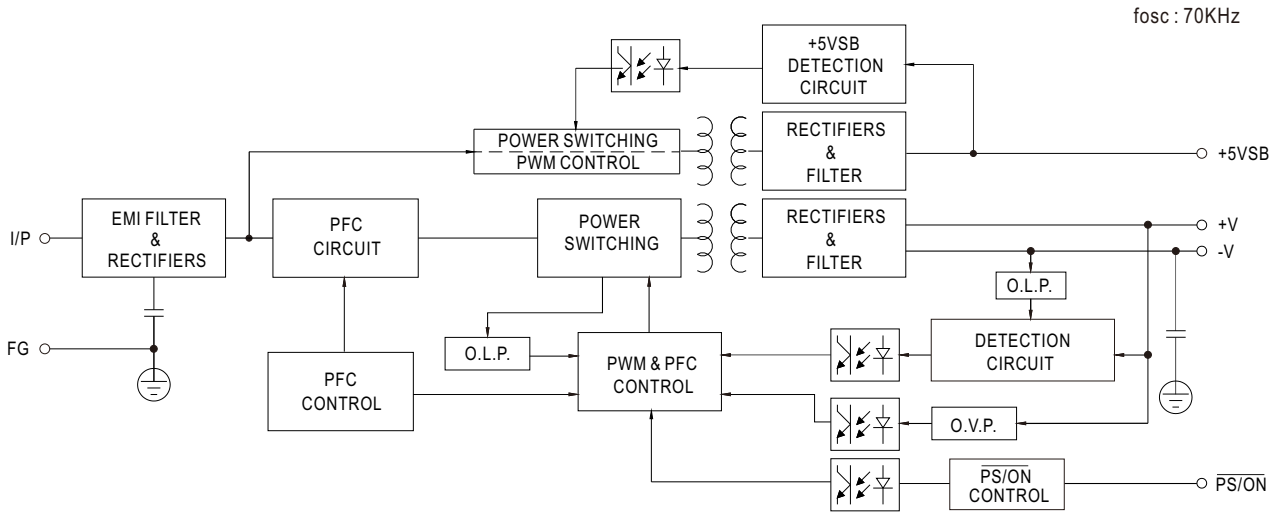 fosc : 70KHz
+5VSB
DETECTION
CIRCUIT
POWER SWITCHING
PWM CONTROL
RECTIFIERS
&
FILTER
+5VSB
I/P
EMI FILTER
&
RECTIFIERS
PFC
CIRCUIT
POWER
SWITCHING
RECTIFIERS
&
FILTER
+V
-V
O.L.P.
FG
O.L.P.
PFC
CONTROL
PWM & PFC
CONTROL
DETECTION
CIRCUIT
O.V.P.
PS/ON
CONTROL
PS/ON